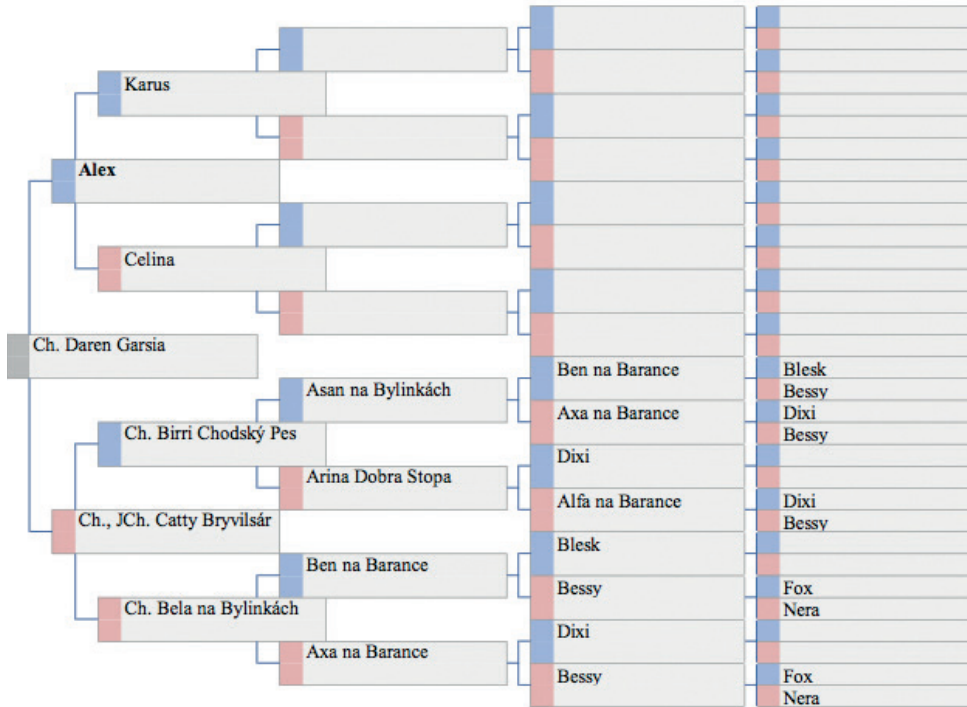 Karus
Alex
Celina
Ch. Daren Garsia
Ben na Barance
Blesk
Bessy
Asan na Bylinkách
Axa na Barance
Dixi
Bessy
Ch. Birri Chodský Pes
Dixi
Arina Dobra Stopa
Alfa na Barance
Dixi
Bessy
Ch., JCh. Catty Bryvilsár
Blesk
Ben na Barance
Bessy
Fox
Nera
Ch. Bela na Bylinkách
Dixi
Axa na Barance
Bessy
Fox
Nera